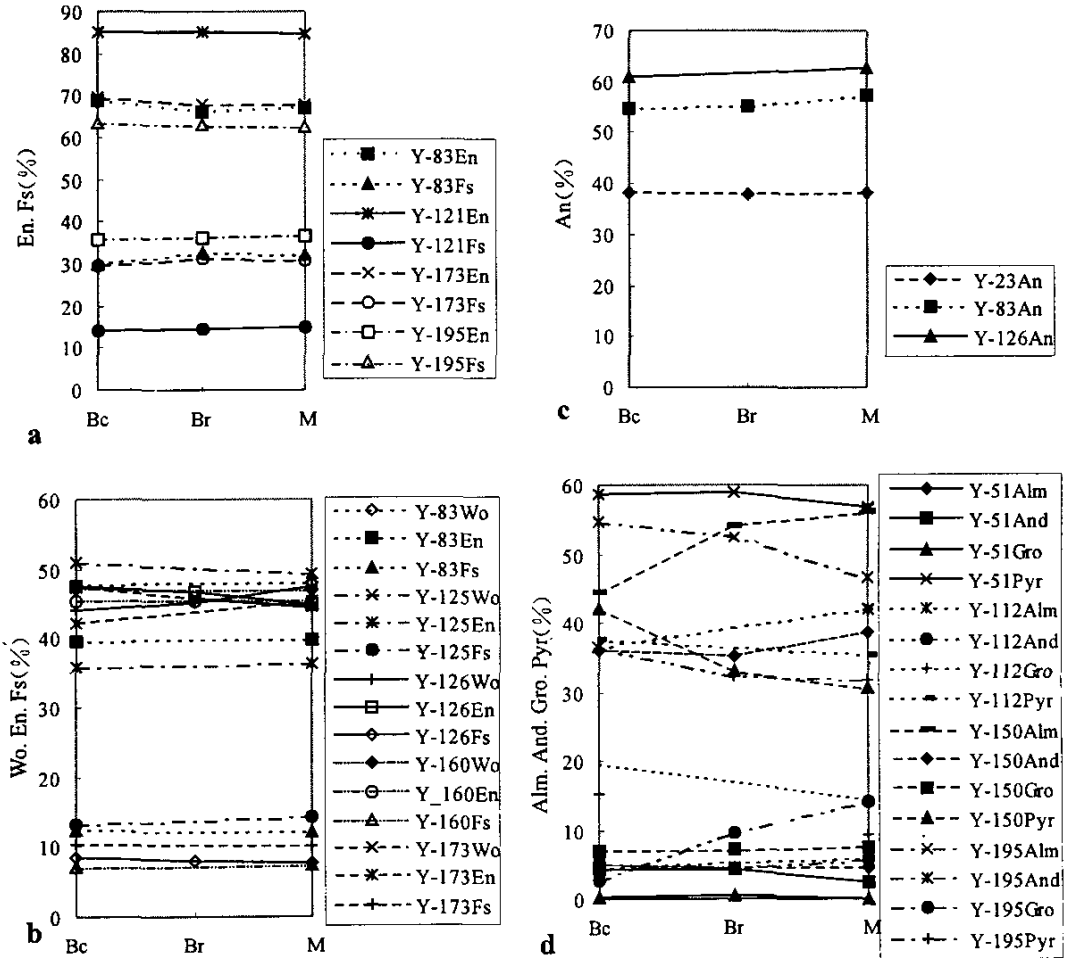 90
80
70
60
50
40
30
20
10
0
En. Fs(%)
Bc
Br
M
Y-83En
Y-83Fs
Y-121En
Y-121Fs
Y-173En
Y-173Fs
Y-195En
Y-195Fs
a
70
60
50
40
30
20
10
0
An(%)
Bc
Br
M
Y-23An
Y-83An
Y-126An
c
60
50
40
30
20
10
0
Wo. En. Fs(%)
Bc
Br
M
Y-83Wo
Y-83En
Y-83Fs
Y-125Wo
Y-125En
Y-125Fs
Y-126Wo
Y-126En
Y-126Fs
Y-160Wo
Y_160En
Y-160Fs
Y-173Wo
Y-173En
Y-173Fs
b
60
50
40
30
20
10
0
Alm. And. Gro. Pyr(%)
Bc
Br
M
Y-51Alm
Y-51And
Y-51Gro
Y-51Pyr
Y-112Alm
Y-112And
Y-112Gro
Y-112Pyr
Y-150Alm
Y-150And
Y-150Gro
Y-150Pyr
Y-195Alm
Y-195And
Y-195Gro
Y-195Pyr
d